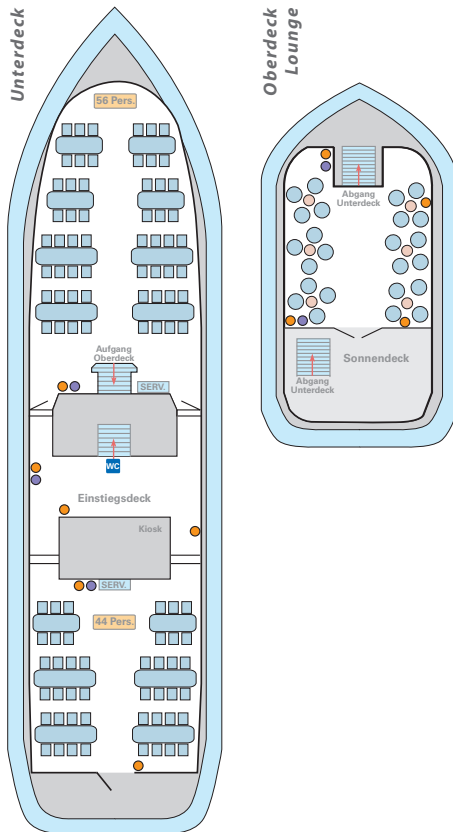 Unterdeck
56 Pers.
Aufgang
Oberdeck
SERV.
WC
Einstiegsdeck
Kiosk
SERV.
44 Pers.
Oberdeck
Lounge
Abgang
Unterdeck
Sonnendeck
Abgang
Unterdeck